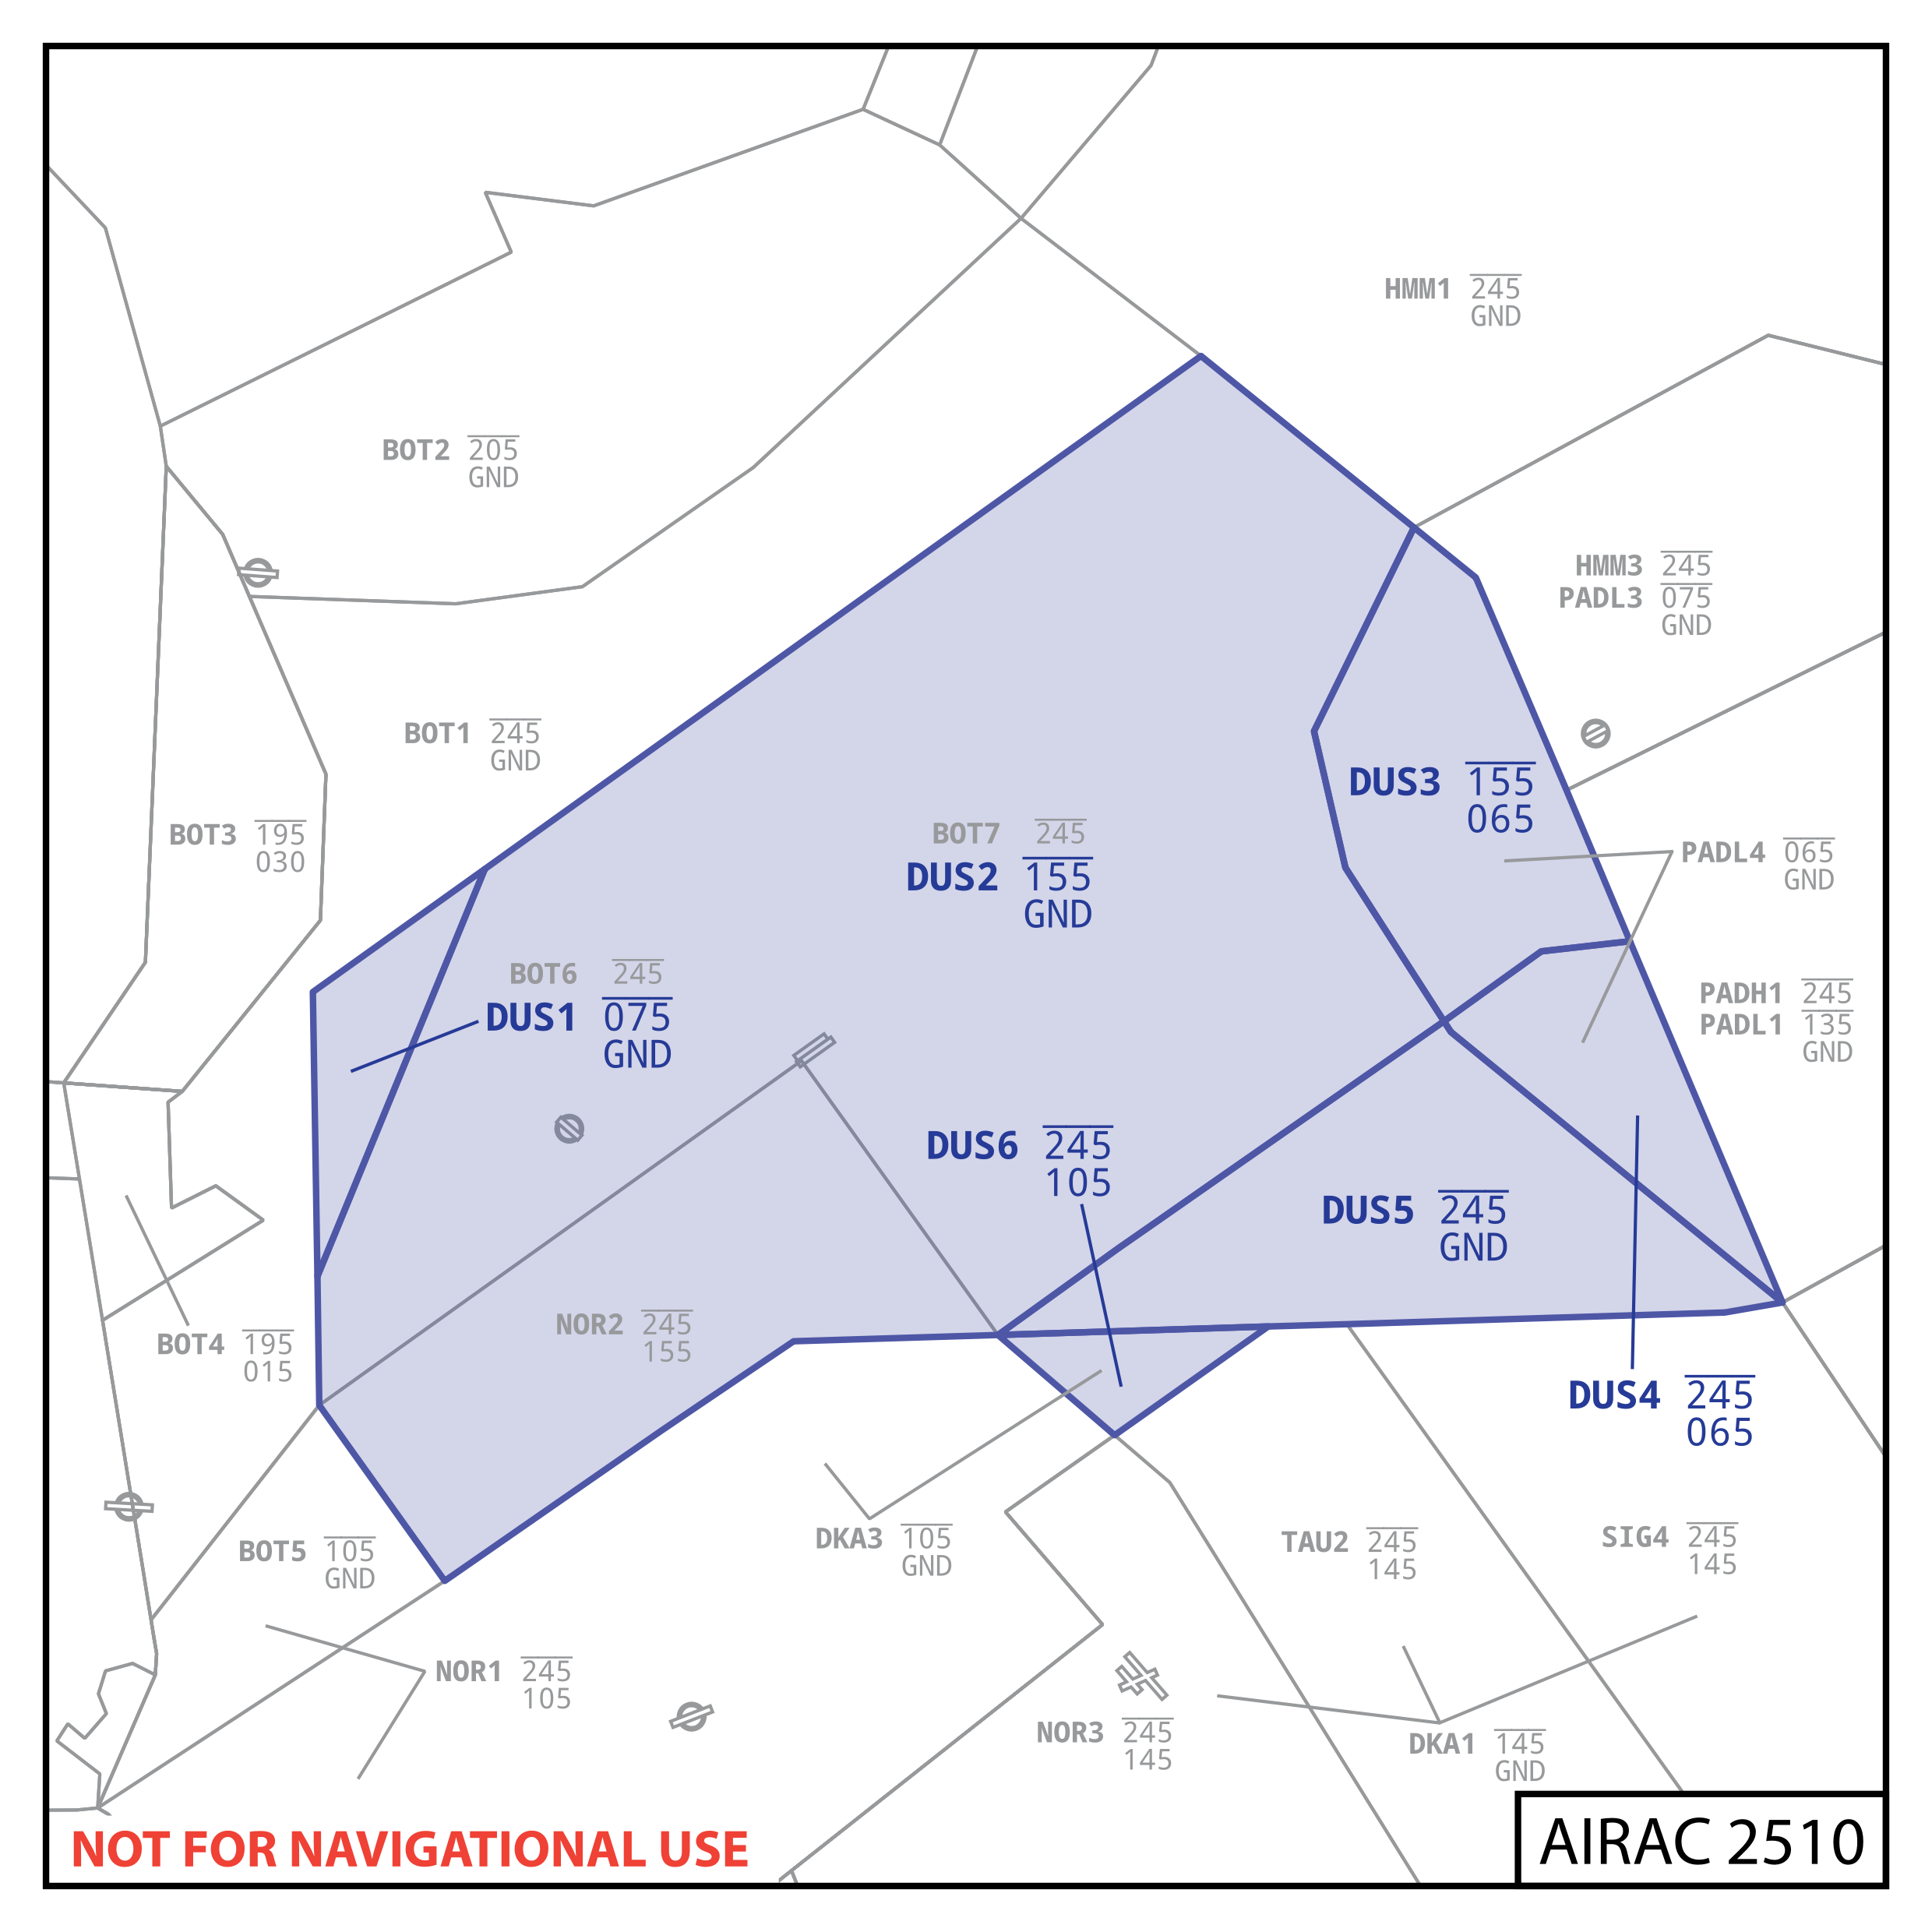 HMM1 245
GND
BOT2 205
GND
HMM3 245
PADL3 075
GND
BOT1 245
GND
DUS3 155
065
BOT3 195
030
BOT7 245
DUS2 155
GND
PADL4 065
GND
BOT6 245
DUS1 075
GND
PADH1 245
PADL1 135
GND
DUS6 245
105
DUS5 245
GND
NOR2 245
155
BOT4 195
015
DUS4 245
065
BOT5 105
GND
DKA3 105
GND
TAU2 245
145
SIG4 245
145
NOR1 245
105
NOR3 245
145
DKA1 145
GND
NOT FOR NAVIGATIONAL USE
AIRAC 2510